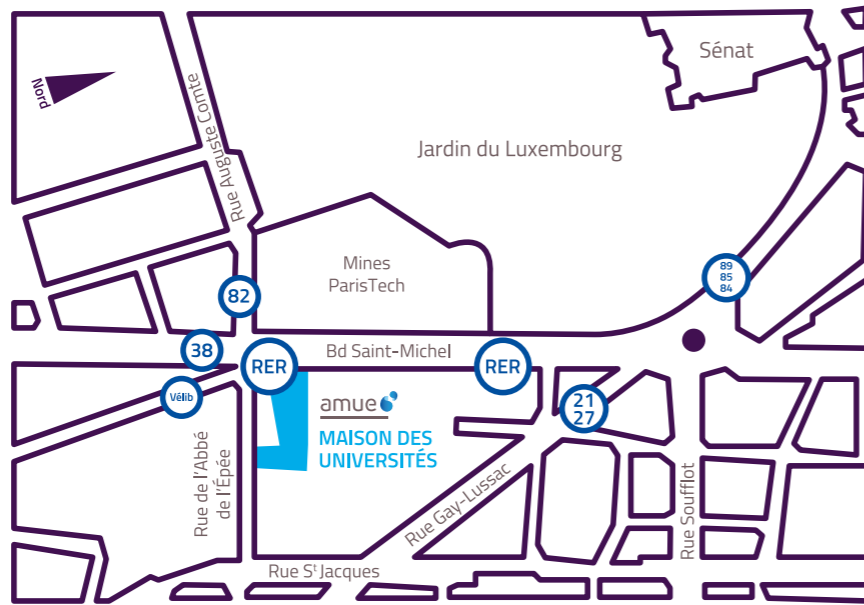 Sénat
Nord
Rue Auguste Comte
Jardin du Luxembourg
Mines
ParisTech
89
85
84
82
38
RER
Bd Saint-Michel
RER
Vélib
amue
21
27
MAISON DES
UNIVERSITÉS
Rue de l'Abbé
de l'Épée
Rue Gay-Lussac
Rue Soufflot
Rue Sᵗ Jacques